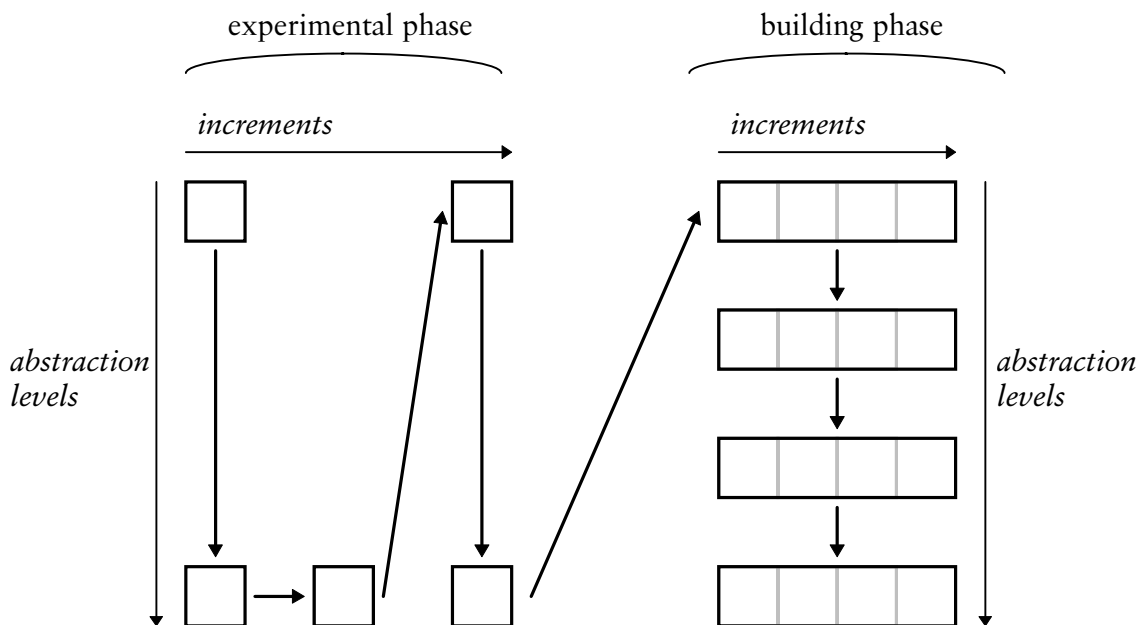 experimental phase
building phase
increments
increments
abstraction
levels
abstraction
levels